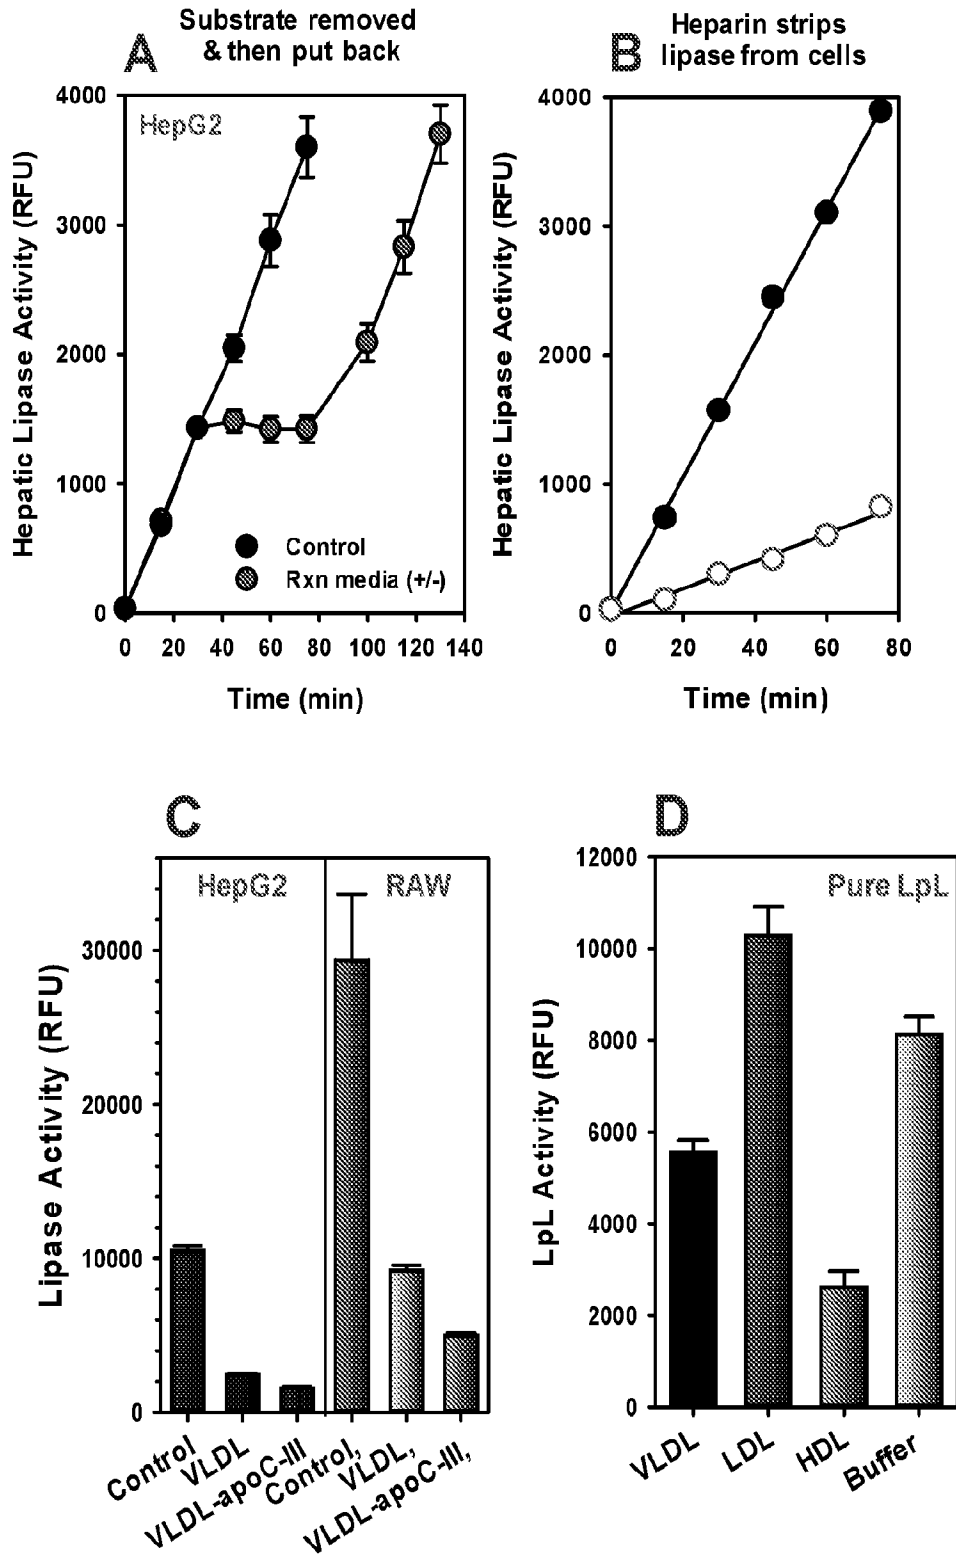 Substrate removed
& then put back
A
HepG2
4000
3000
2000
1000
0
Hepatic Lipase Activity (RFU)
Control
Rxn media (+/-)
0 20 40 60 80 100 120 140
Time (min)
Heparin strips
lipase from cells
B
4000
3000
2000
1000
0
Hepatic Lipase Activity (RFU)
0 20 40 60 80
Time (min)
C
HepG2
RAW
30000
20000
10000
0
Lipase Activity (RFU)
Control
VLDL
VLDL-apoC-III
Control,
VLDL,
VLDL-apoC-III,
D
Pure LpL
12000
10000
8000
6000
4000
2000
0
LpL Activity (RFU)
VLDL
LDL
HDL
Buffer